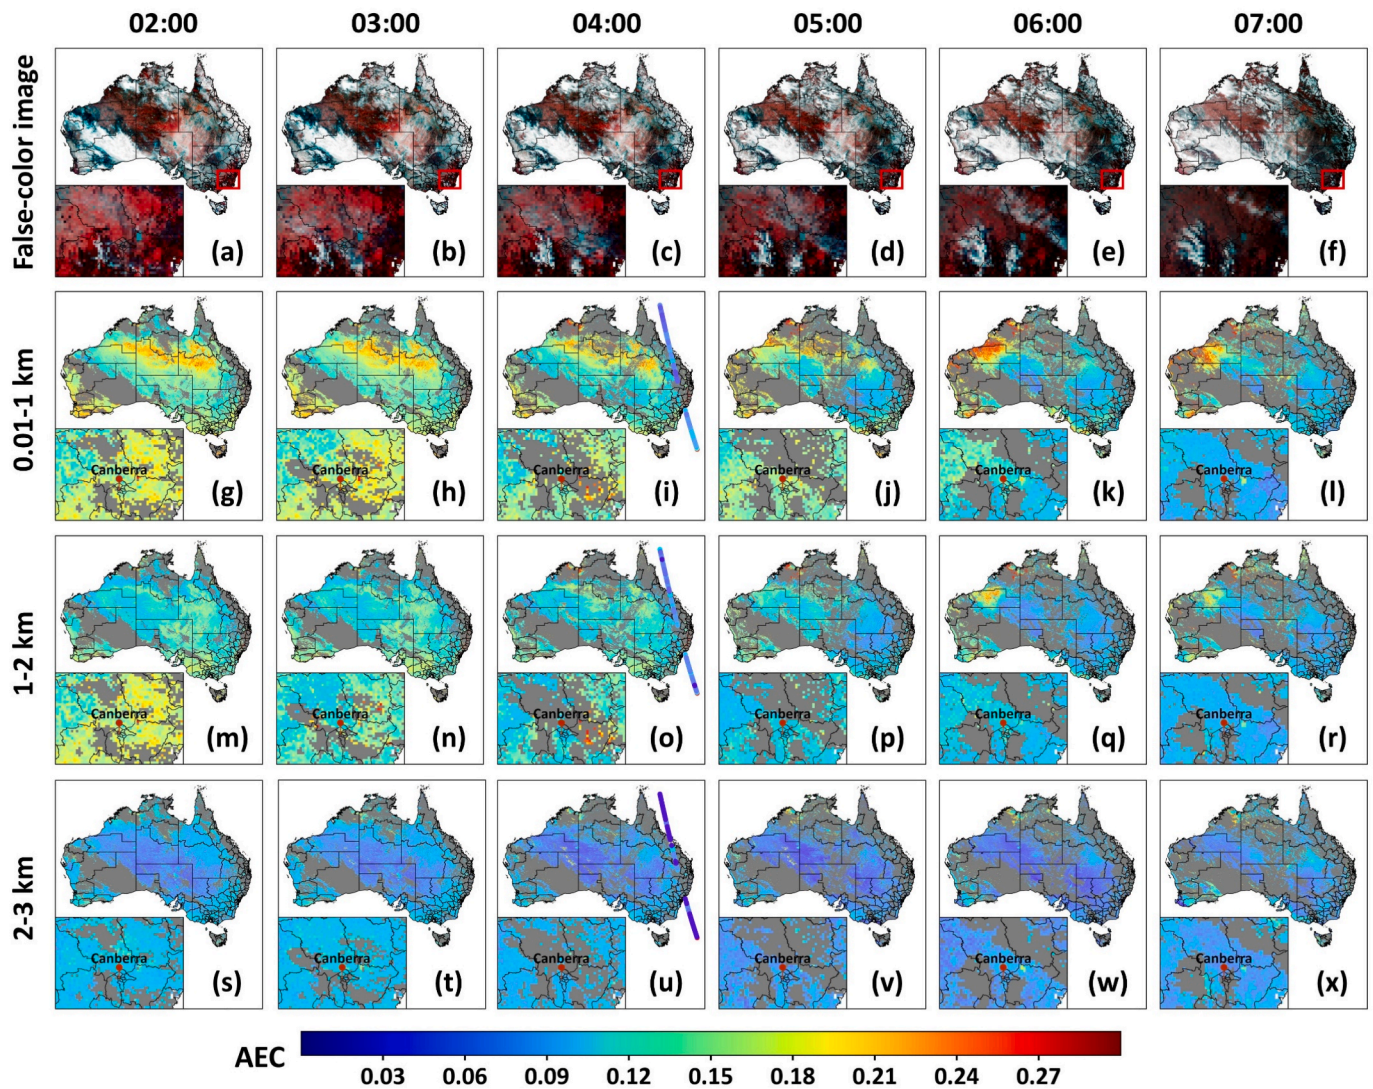 02:00 03:00 04:00 05:00 06:00 07:00
False-color image
(a) (b) (c) (d) (e) (f)
0.01-1 km
Canberra Canberra Canberra Canberra Canberra Canberra
(g) (h) (i) (j) (k) (l)
1-2 km
Canberra Canberra Canberra Canberra Canberra Canberra
(m) (n) (o) (p) (q) (r)
2-3 km
Canberra Canberra Canberra Canberra Canberra Canberra
(s) (t) (u) (v) (w) (x)
AEC
0.03 0.06 0.09 0.12 0.15 0.18 0.21 0.24 0.27